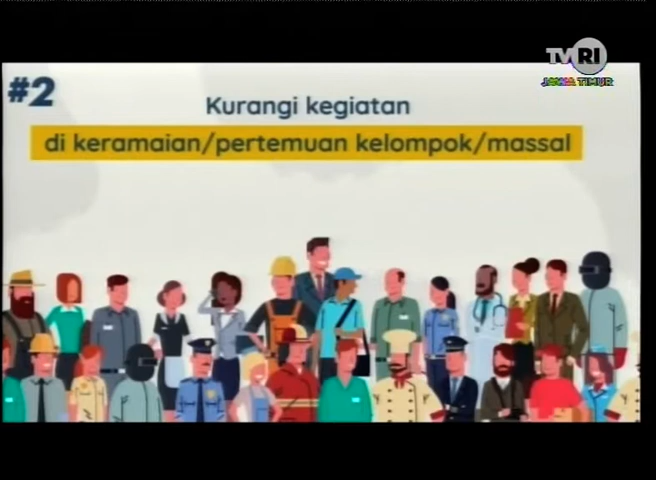 TVRI
JAWA TIMUR
#2
Kurangi kegiatan
di keramaian/pertemuan kelompok/massal